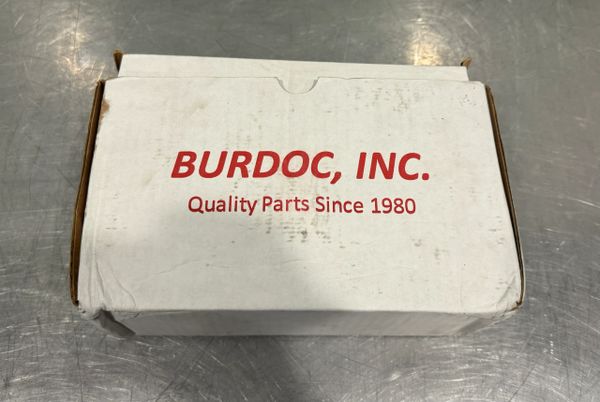 BURDOC, INC.
Quality Parts Since 1980